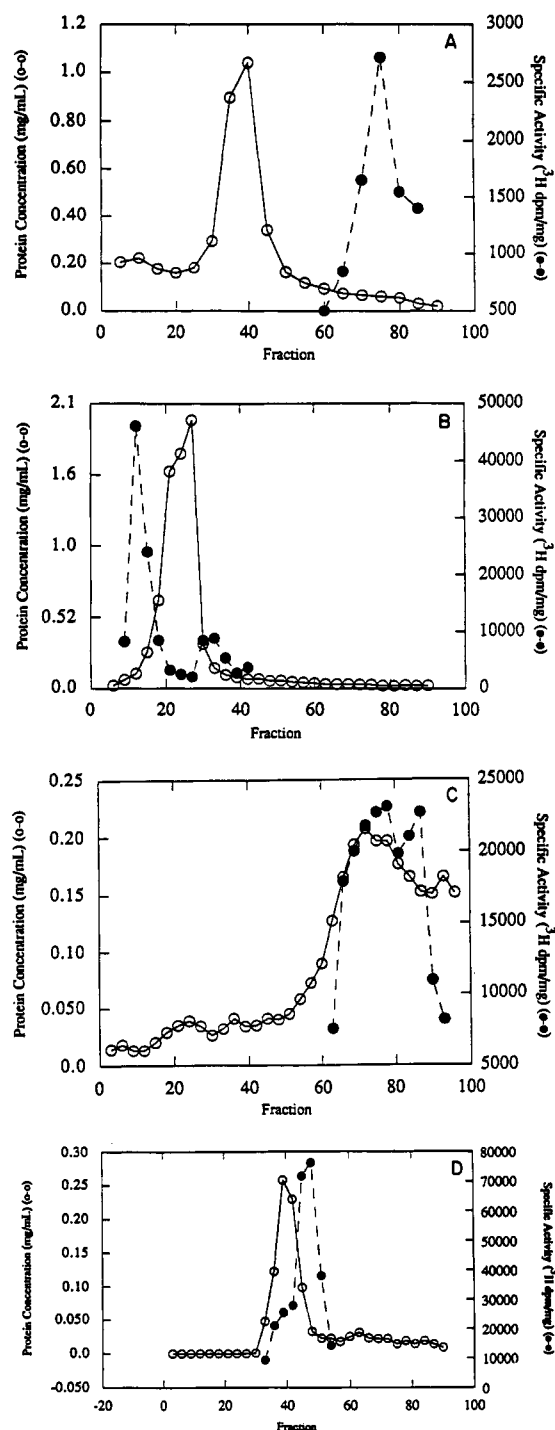 A
Protein Concentration (mg/mL) (o-o)
1.2
1.0
0.80
0.60
0.40
0.20
0.0
3000
2500
2000
1500
1000
500
Specific Activity (³H dpm/mg) (●-●)
0 20 40 60 80 100
Fraction
B
Protein Concentration (mg/mL) (o-o)
2.1
1.6
1.0
0.52
0.0
50000
40000
30000
20000
10000
0
Specific Activity (³H dpm/mg) (●-●)
0 20 40 60 80 100
Fraction
C
Protein Concentration (mg/mL) (o-o)
0.25
0.20
0.15
0.10
0.050
0.0
25000
20000
15000
10000
5000
Specific Activity (³H dpm/mg) (●-●)
0 20 40 60 80 100
Fraction
D
Protein Concentration (mg/mL) (o-o)
0.30
0.25
0.20
0.15
0.10
0.050
0.0
-0.050
80000
70000
60000
50000
40000
30000
20000
10000
0
Specific Activity (³H dpm/mg) (●-●)
-20 0 20 40 60 80 100
Fraction